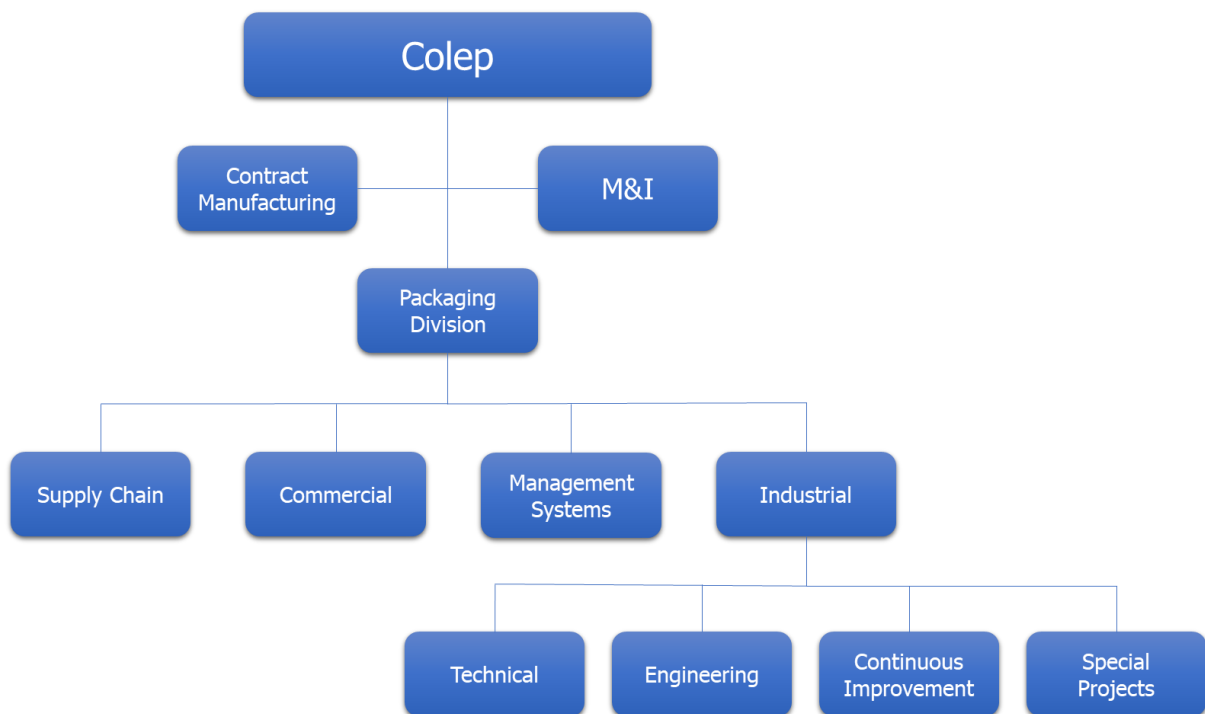 Colep
Contract
Manufacturing
M&I
Packaging
Division
Supply Chain
Commercial
Management
Systems
Industrial
Technical
Engineering
Continuous
Improvement
Special
Projects